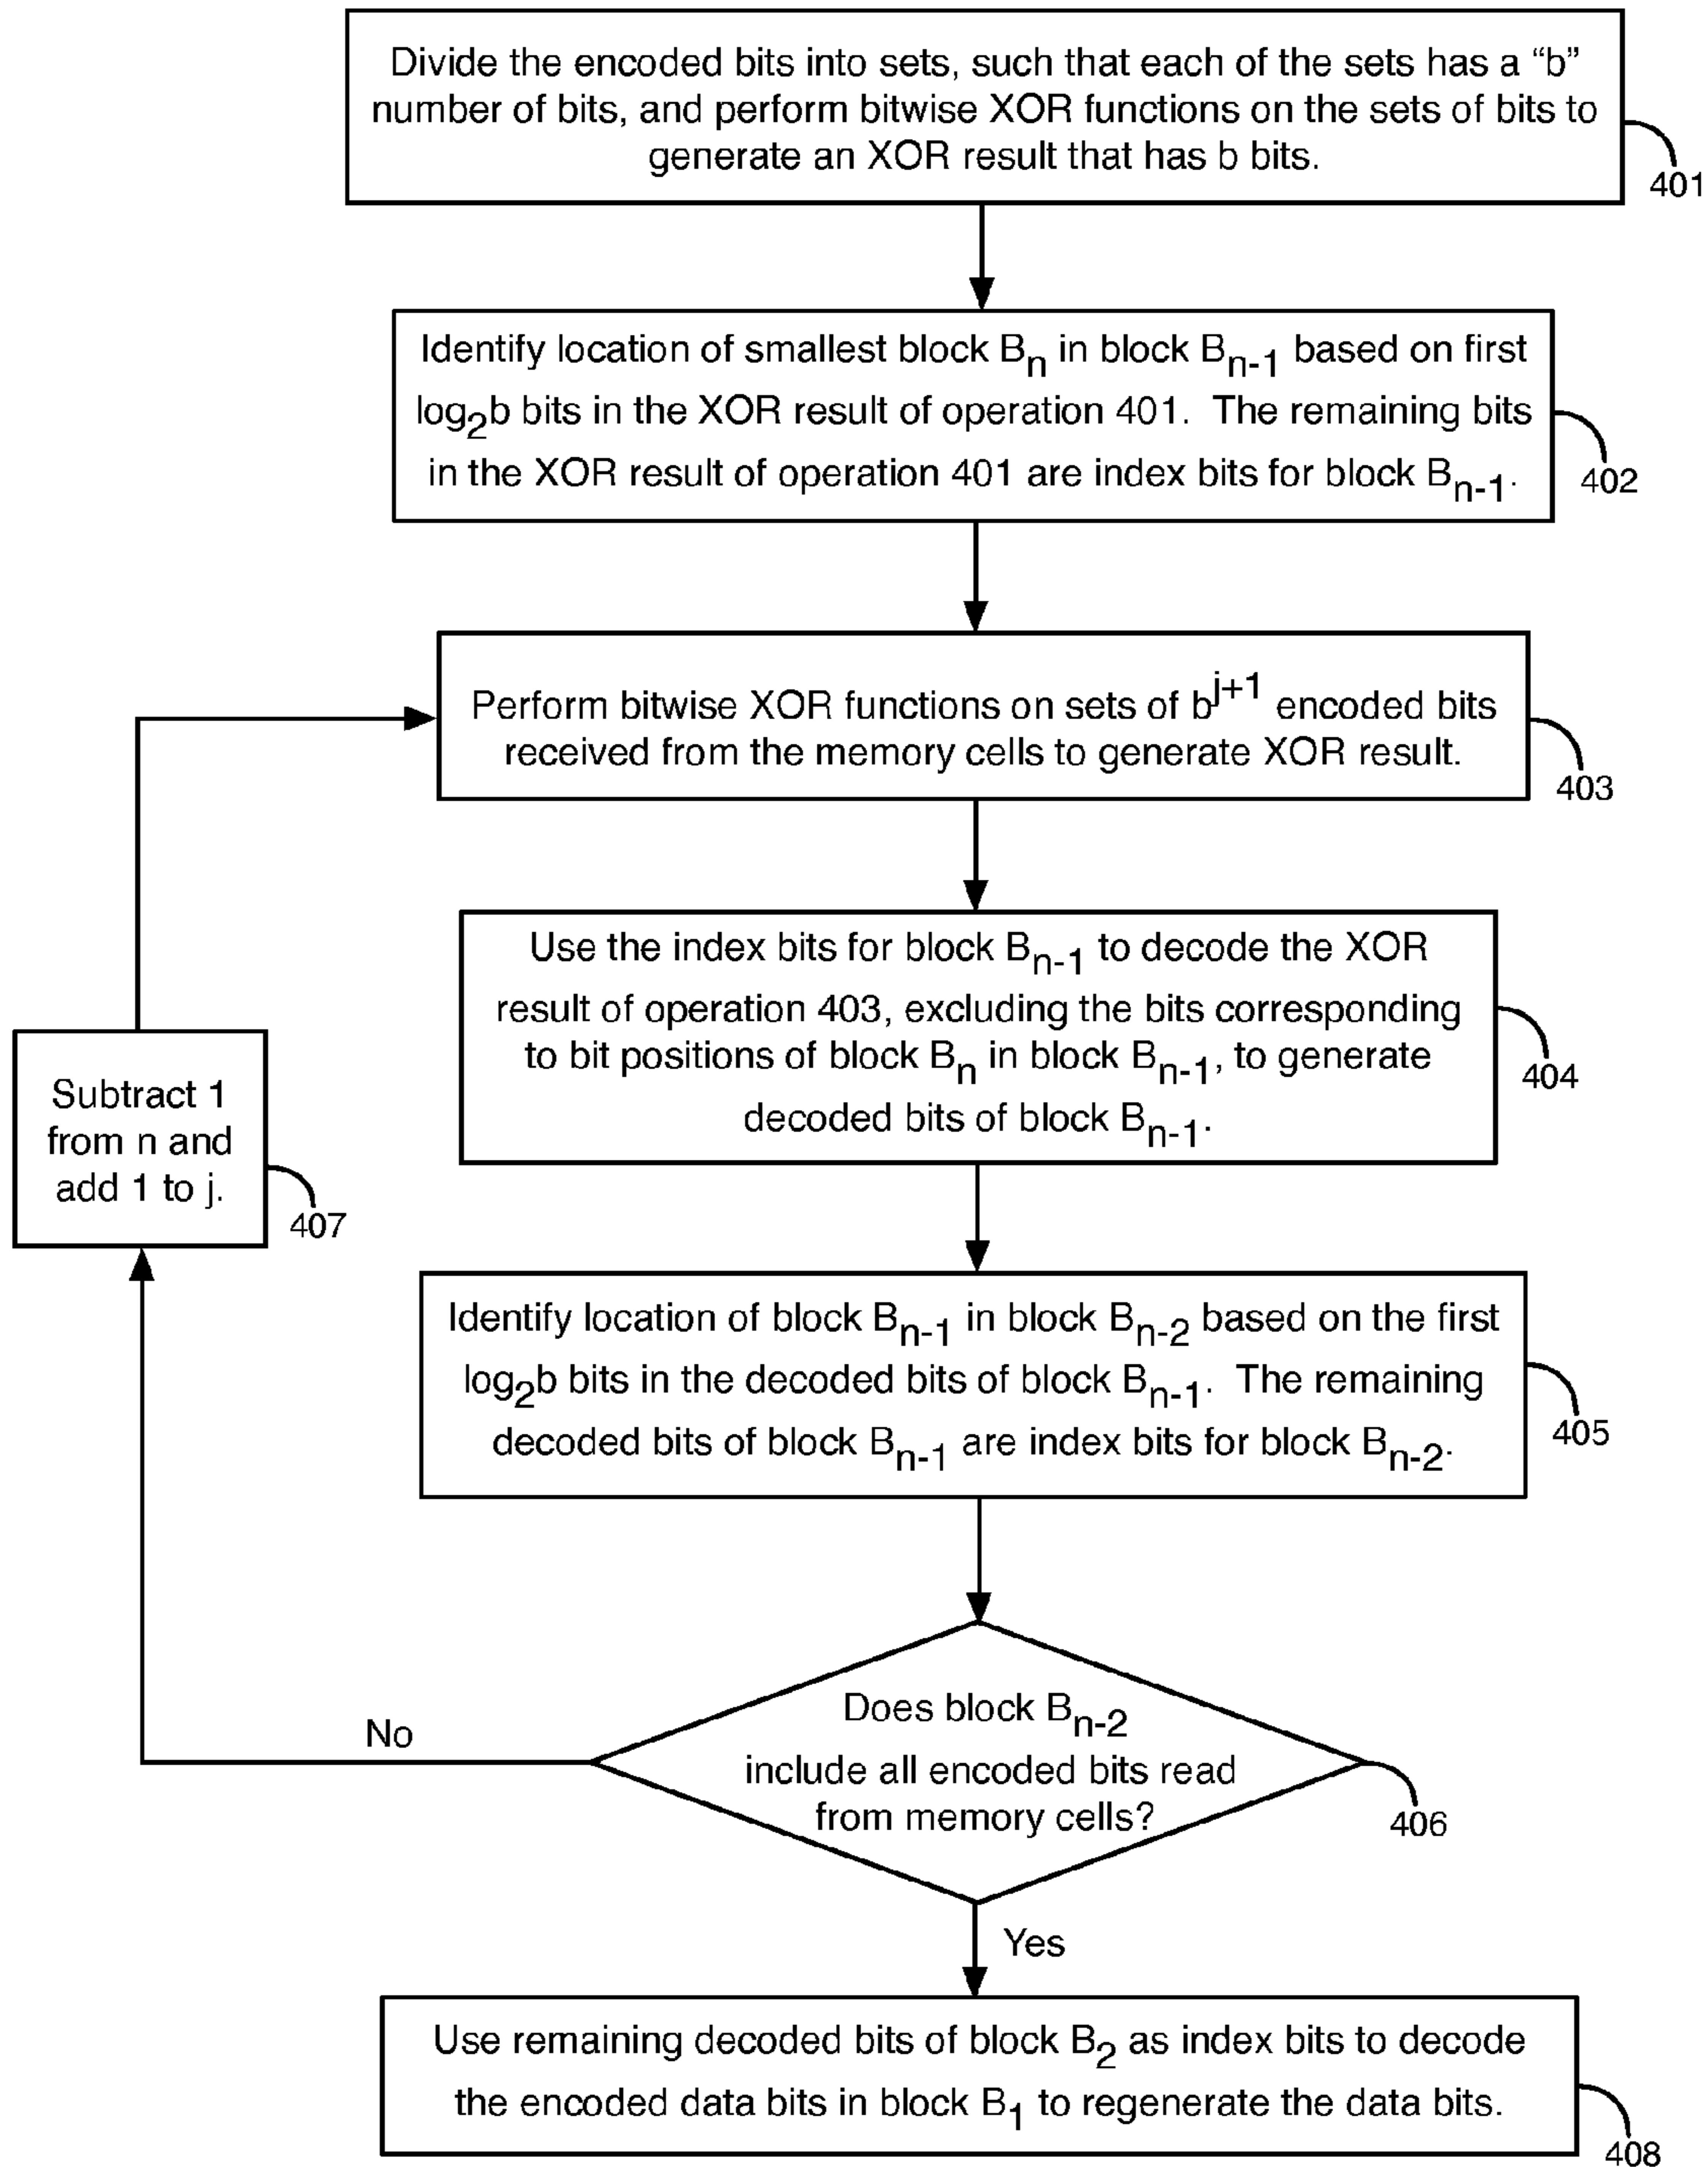 Divide the encoded bits into sets, such that each of the sets has a “b”
number of bits, and perform bitwise XOR functions on the sets of bits to
generate an XOR result that has b bits.
401
Identify location of smallest block Bn in block Bn-1 based on first
log2b bits in the XOR result of operation 401. The remaining bits
in the XOR result of operation 401 are index bits for block Bn-1.
402
Perform bitwise XOR functions on sets of b^j+1 encoded bits
received from the memory cells to generate XOR result.
403
Use the index bits for block Bn-1 to decode the XOR
result of operation 403, excluding the bits corresponding
to bit positions of block Bn in block Bn-1, to generate
decoded bits of block Bn-1.
404
Subtract 1
from n and
add 1 to j.
407
Identify location of block Bn-1 in block Bn-2 based on the first
log2b bits in the decoded bits of block Bn-1. The remaining
decoded bits of block Bn-1 are index bits for block Bn-2.
405
Does block Bn-2
include all encoded bits read
from memory cells?
406
No
Yes
Use remaining decoded bits of block B2 as index bits to decode
the encoded data bits in block B1 to regenerate the data bits.
408